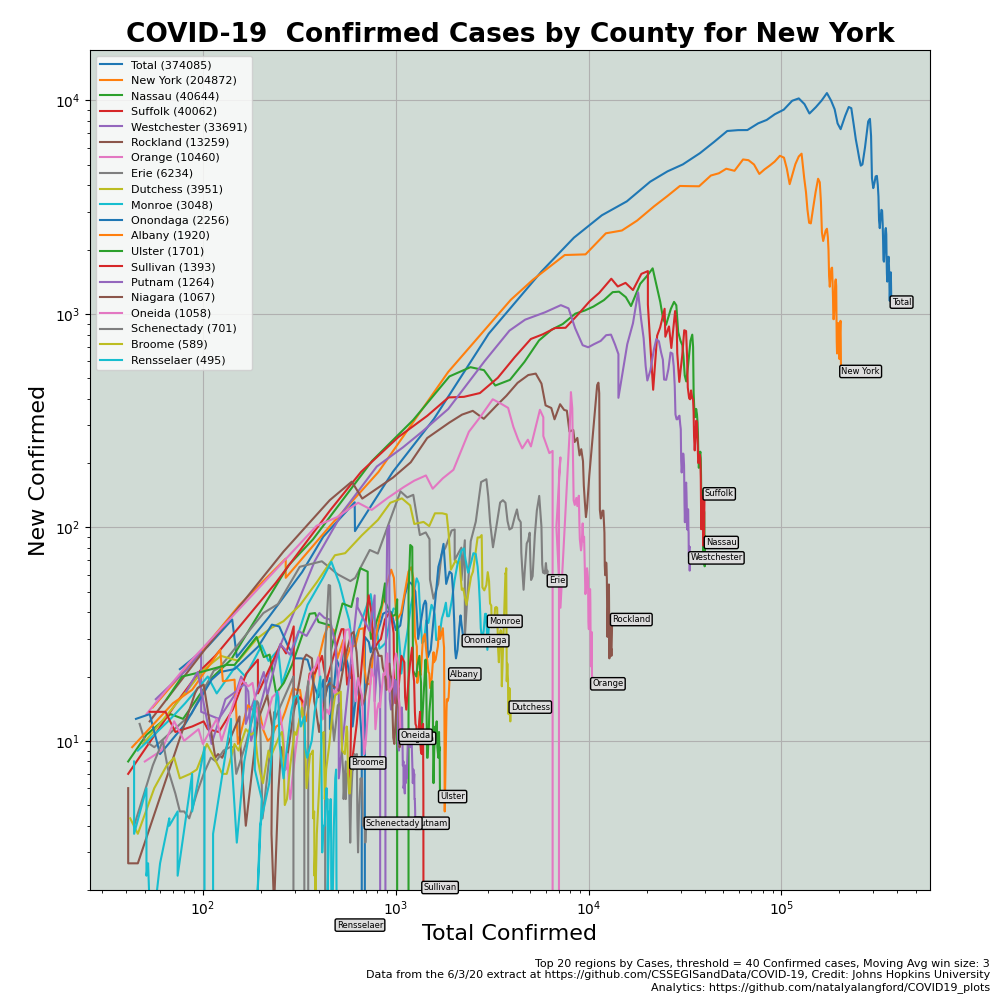 COVID-19  Confirmed Cases by County for New York
Total (374085)
New York (204872)
Nassau (40644)
Suffolk (40062)
Westchester (33691)
Rockland (13259)
Orange (10460)
Erie (6234)
Dutchess (3951)
Monroe (3048)
Onondaga (2256)
Albany (1920)
Ulster (1701)
Sullivan (1393)
Putnam (1264)
Niagara (1067)
Oneida (1058)
Schenectady (701)
Broome (589)
Rensselaer (495)
10^4
10^3
10^2
10^1
New Confirmed
Total
New York
Suffolk
Nassau
Westchester
Erie
Monroe
Rockland
Onondaga
Albany
Orange
Dutchess
Oneida
Broome
Ulster
Schenectady
utnam
Sullivan
Rensselaer
10^2
10^3
10^4
10^5
Total Confirmed
Top 20 regions by Cases, threshold = 40 Confirmed cases, Moving Avg win size: 3
Data from the 6/3/20 extract at https://github.com/CSSEGISandData/COVID-19, Credit: Johns Hopkins University
Analytics: https://github.com/natalyalangford/COVID19_plots